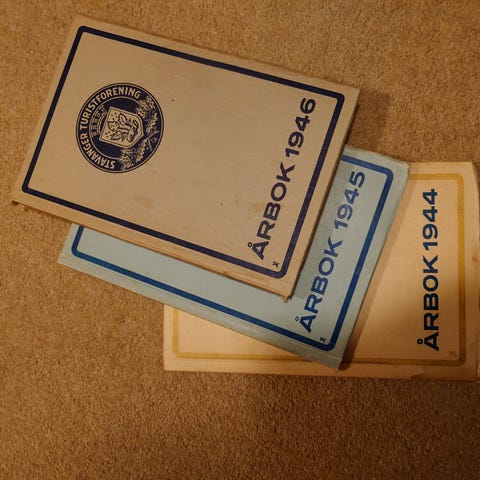 STAVANGER TURISTFORENING
ÅRBOK 1946
ÅRBOK 1945
ÅRBOK 1944